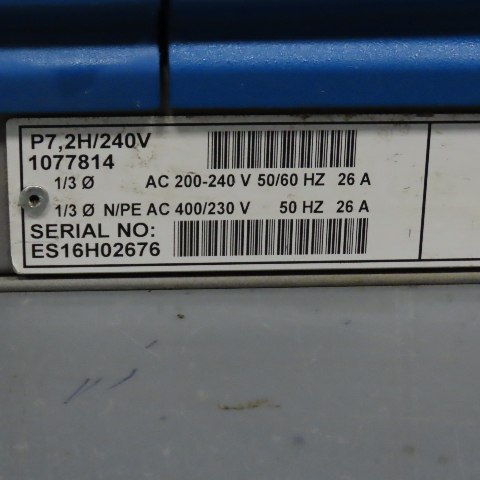 P7,2H/240V
1077814
1/3 Ø AC 200-240 V 50/60 HZ 26 A
1/3 Ø N/PE AC 400/230 V 50 HZ 26 A
SERIAL NO:
ES16H02676